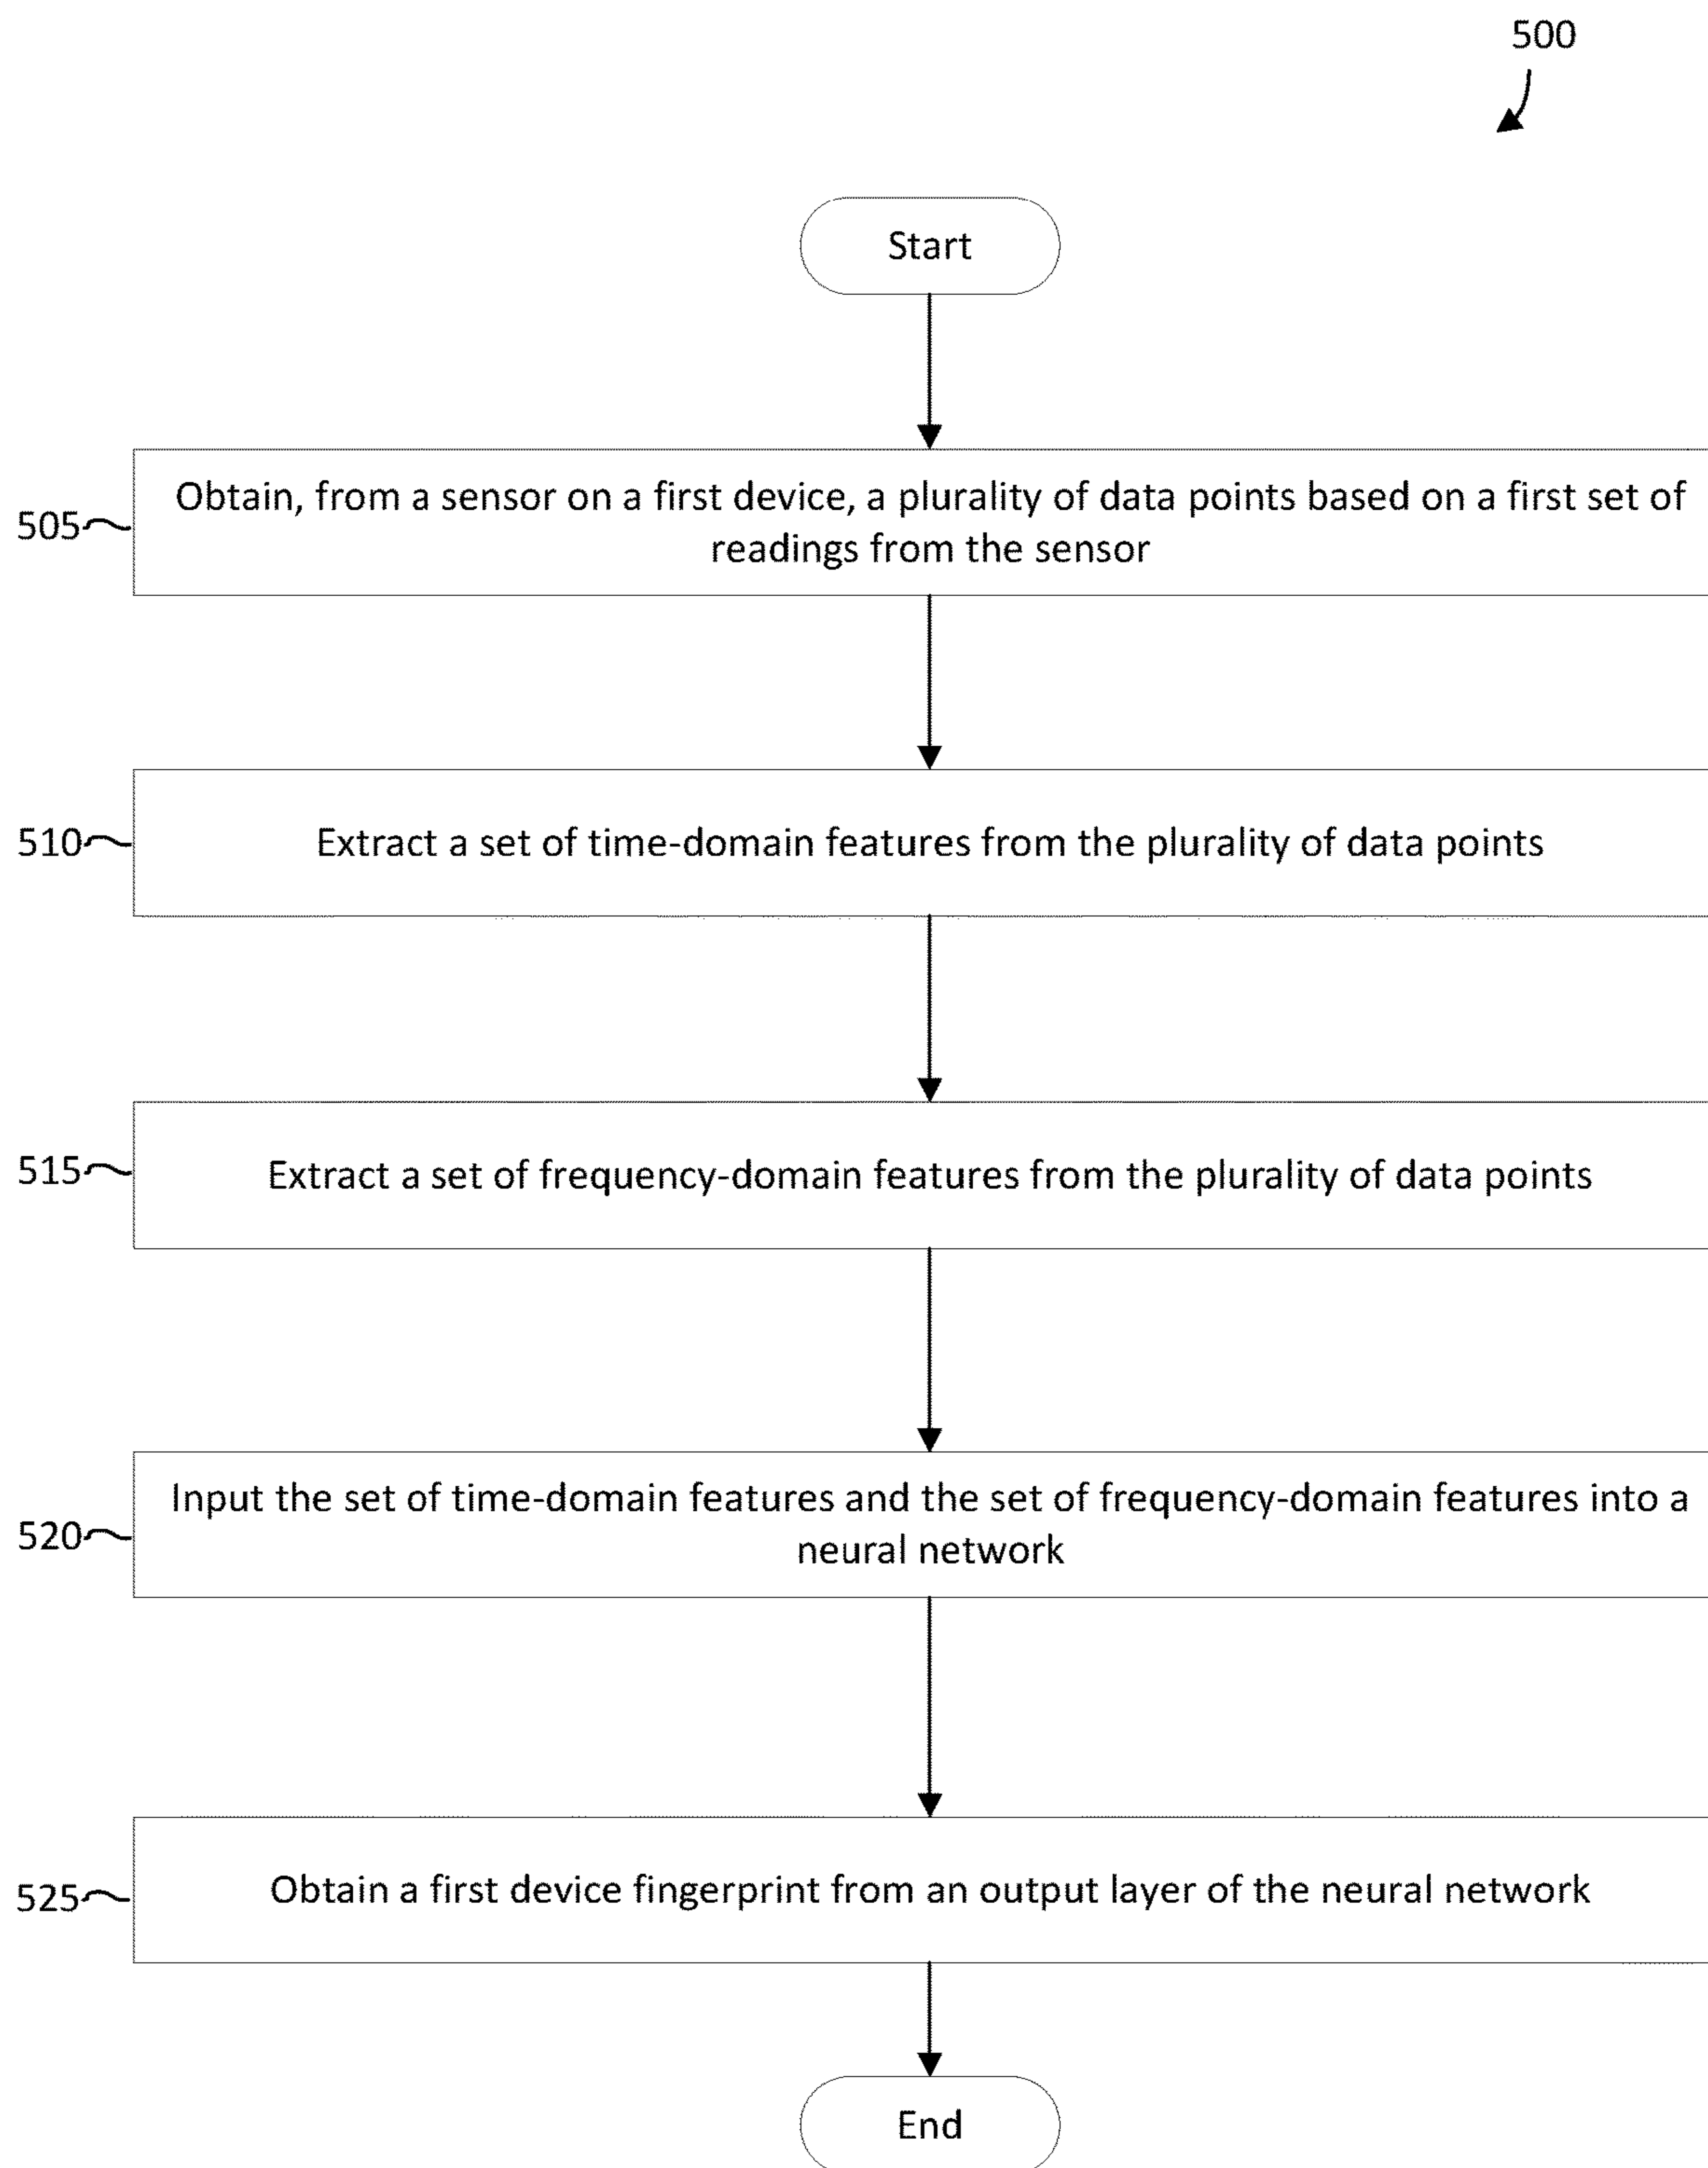 500
Start
505
Obtain, from a sensor on a first device, a plurality of data points based on a first set of
readings from the sensor
510
Extract a set of time-domain features from the plurality of data points
515
Extract a set of frequency-domain features from the plurality of data points
520
Input the set of time-domain features and the set of frequency-domain features into a
neural network
525
Obtain a first device fingerprint from an output layer of the neural network
End